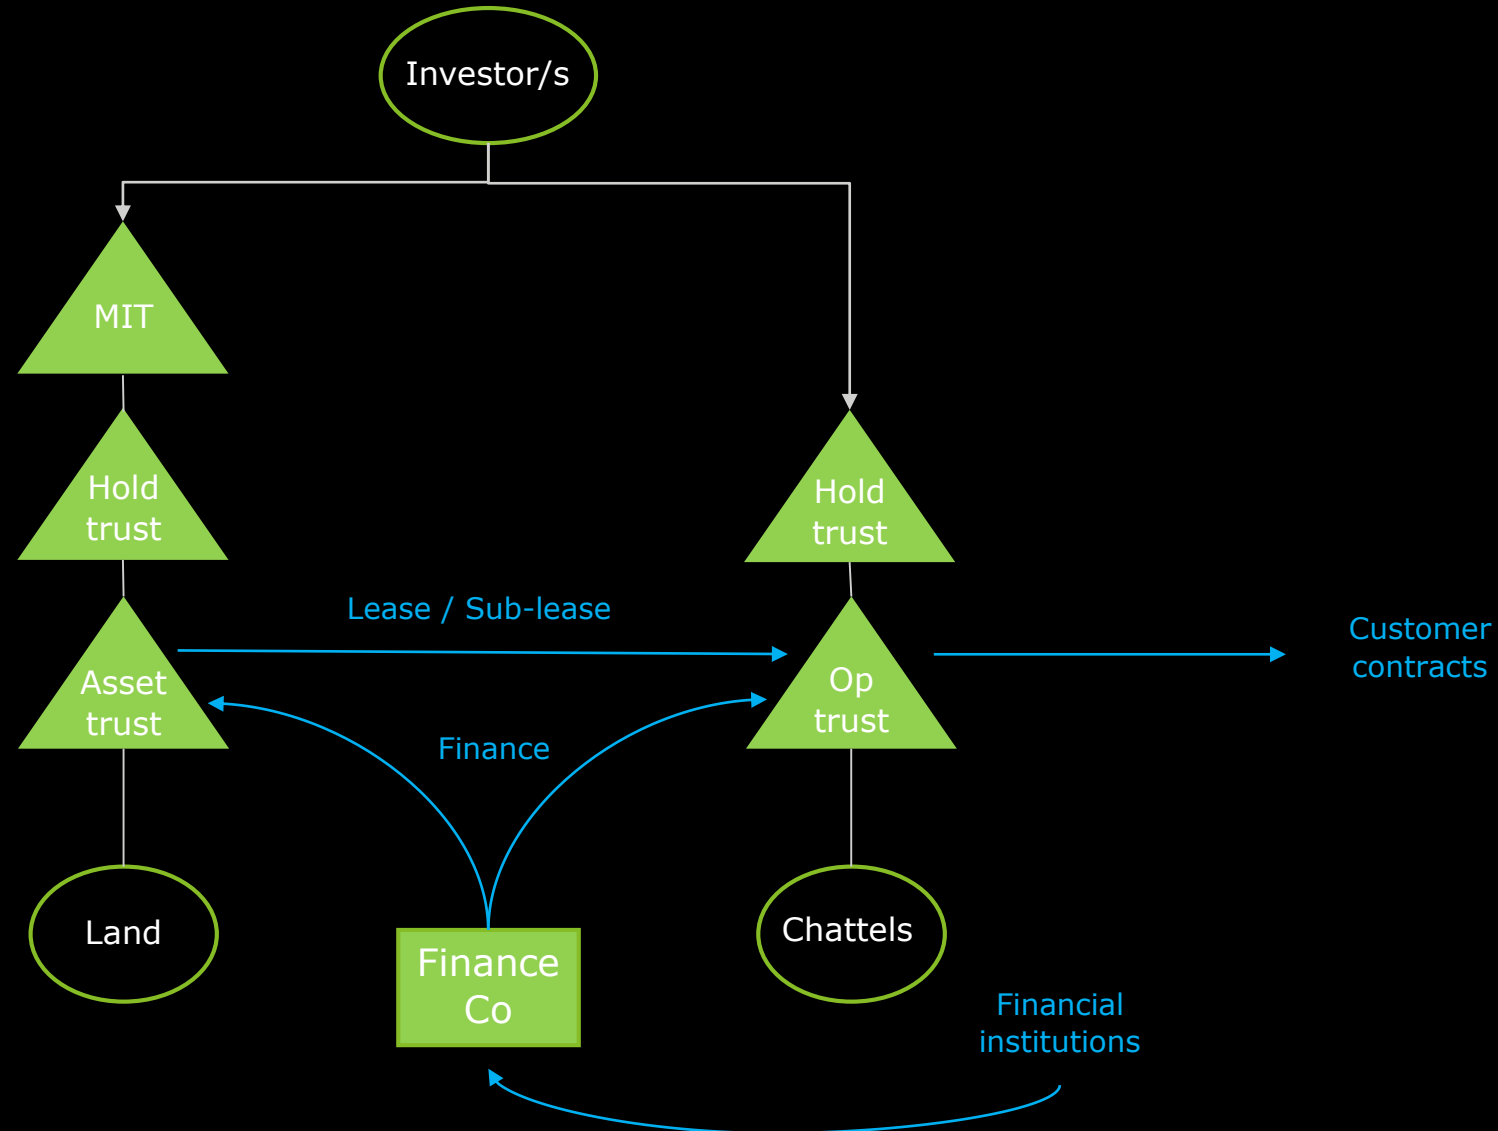 Investor/s
MIT
Hold
trust
Hold
trust
Lease / Sub-lease
Customer
contracts
Asset
trust
Op
trust
Finance
Land
Chattels
Finance
Co
Financial
institutions